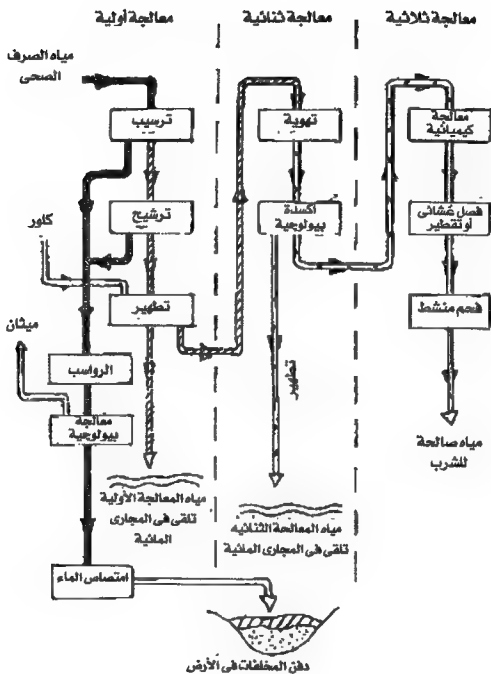 معالجة أولية
معالجة ثنائية
معالجة ثلاثية
مياه الصرف
الصحى
ترسيب
ترشيح
كلور
تطهير
ميثان
الرواسب
معالجة
بيولوجية
مياه المعالجة الأولية
تلقى فى المجارى
المائية
امتصاص الماء
تهوية
أكسدة
بيولوجية
تطهير
مياه المعالجة الثنائية
تلقى فى المجارى المائية
معالجة
كيميائية
فصل غشائى
أو تقطير
فحم منشط
مياه صالحة
للشرب
دفن المخلفات فى الأرض